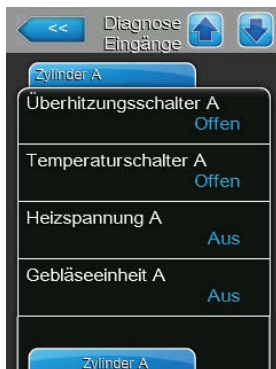 << Diagnose
Eingänge
Zylinder A
Überhitzungsschalter A
Offen
Temperaturschalter A
Offen
Heizspannung A
Aus
Gebläseeinheit A
Aus
Zylinder A